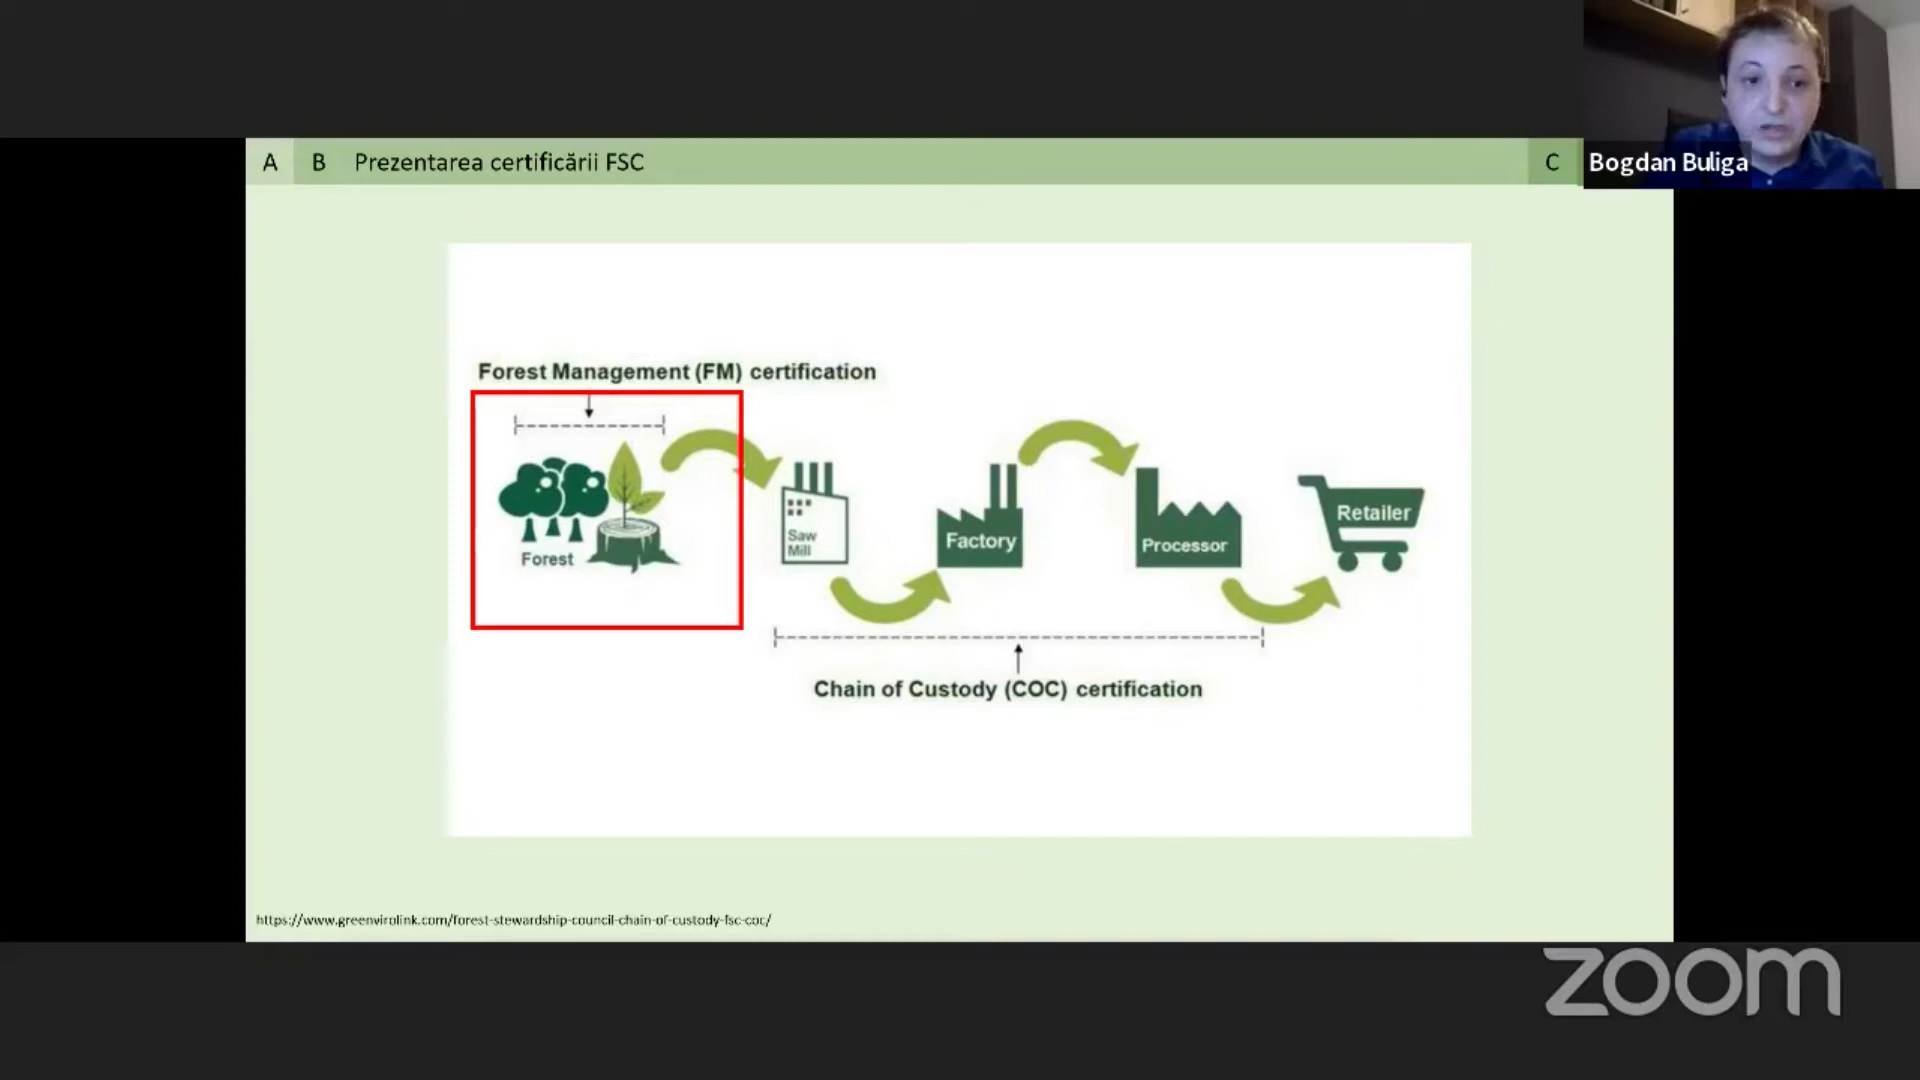 A B Prezentarea certificării FSC C
Bogdan Buliga
Forest Management (FM) certification
Forest
Saw
Mill
Factory
Processor
Retailer
Chain of Custody (COC) certification
https://www.greenvirolink.com/forest-stewardship-council-chain-of-custody-fsc-coc/
zoom